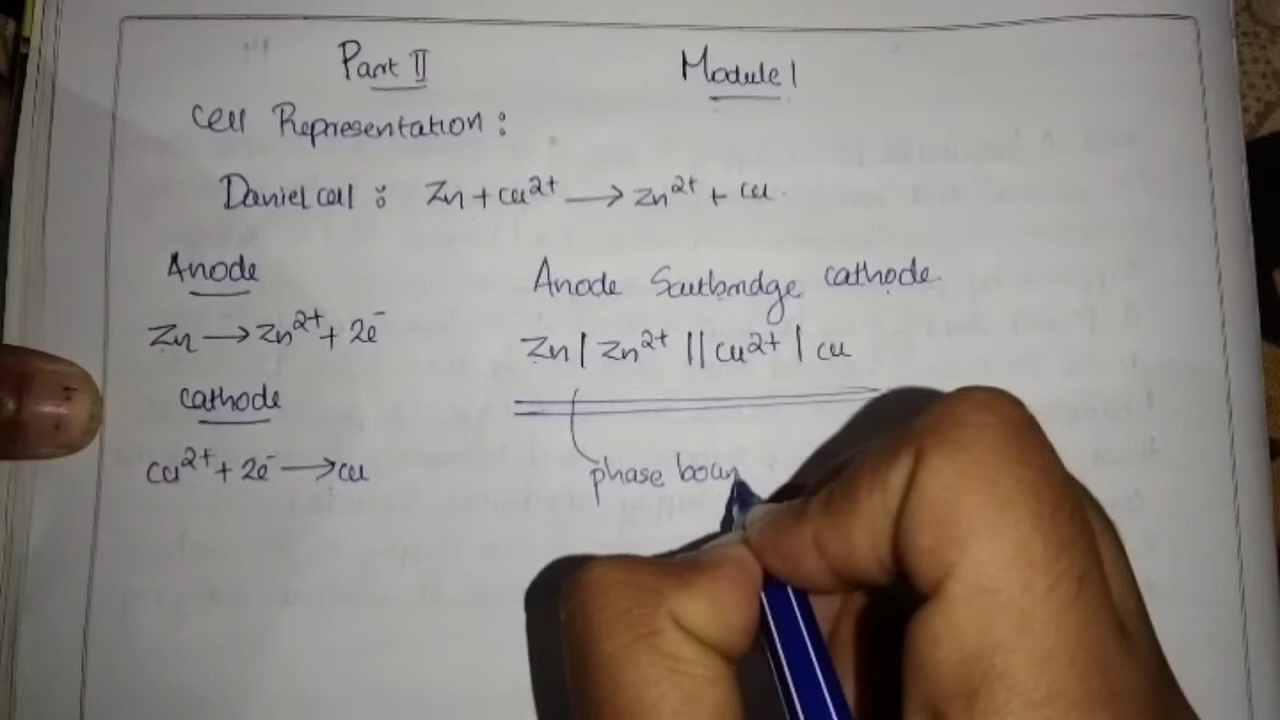 Part II Module 1
Cell Representation :
Daniel cell : Zn + Cu²⁺ → Zn²⁺ + Cu.
Anode
Zn → Zn²⁺ + 2e⁻
cathode
Cu²⁺ + 2e⁻ → Cu
Anode Saltbridge cathode
Zn | Zn²⁺ || Cu²⁺ | Cu
phase boun